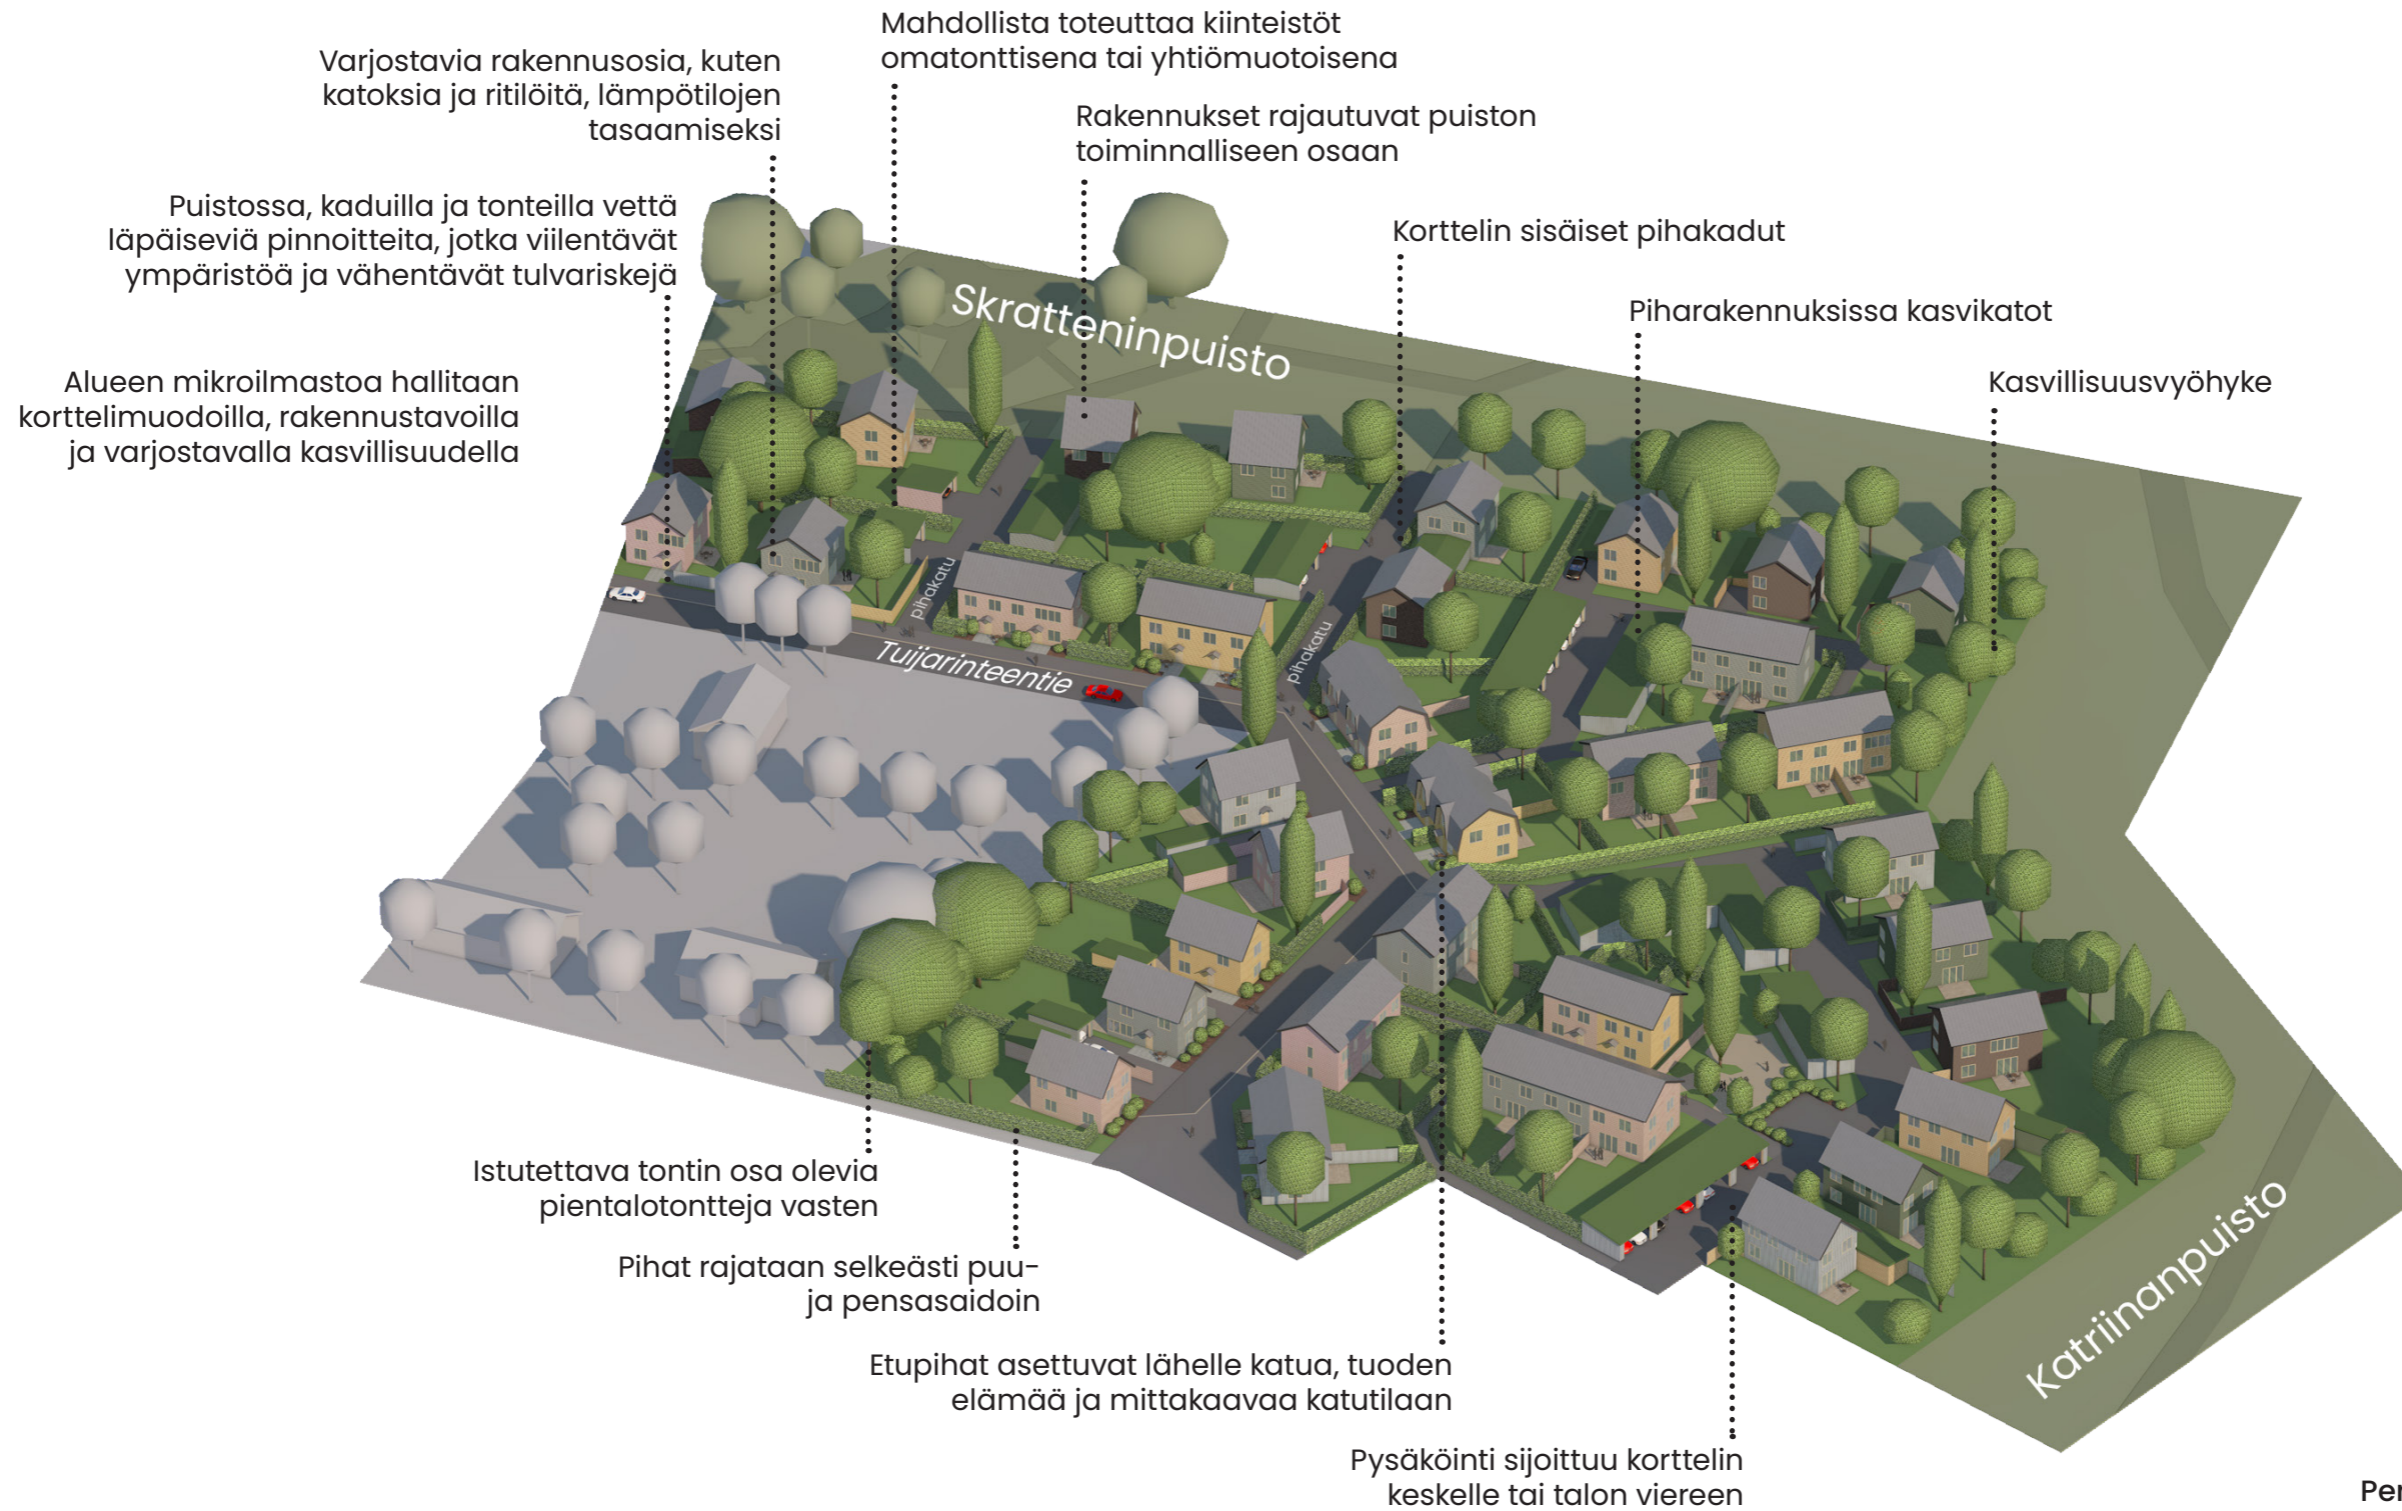 Mahdollista toteuttaa kiinteistöt
omatonttisena tai yhtiömuotoisena
Varjostavia rakennusosia, kuten
katoksia ja ritilöitä, lämpötilojen
tasaamiseksi
Rakennukset rajautuvat puiston
toiminnalliseen osaan
Puistossa, kaduilla ja tonteilla vettä
läpäiseviä pinnoitteita, jotka viilentävät
ympäristöä ja vähentävät tulvariskejä
Korttelin sisäiset pihakadut
Piharakennuksissa kasvikatot
Kasvillisuusvyöhyke
Alueen mikroilmastoa hallitaan
korttelimuodoilla, rakennustavoilla
ja varjostavalla kasvillisuudella
Skratteninpuisto
pihakatu
pihakatu
Tuijarinteentie
Istutettava tontin osa olevia
pientalotontteja vasten
Pihat rajataan selkeästi puu-
ja pensasaidoin
Etupihat asettuvat lähelle katua, tuoden
elämää ja mittakaavaa katutilaan
Katriinanpuisto
Pysäköinti sijoittuu korttelin
keskelle tai talon viereen